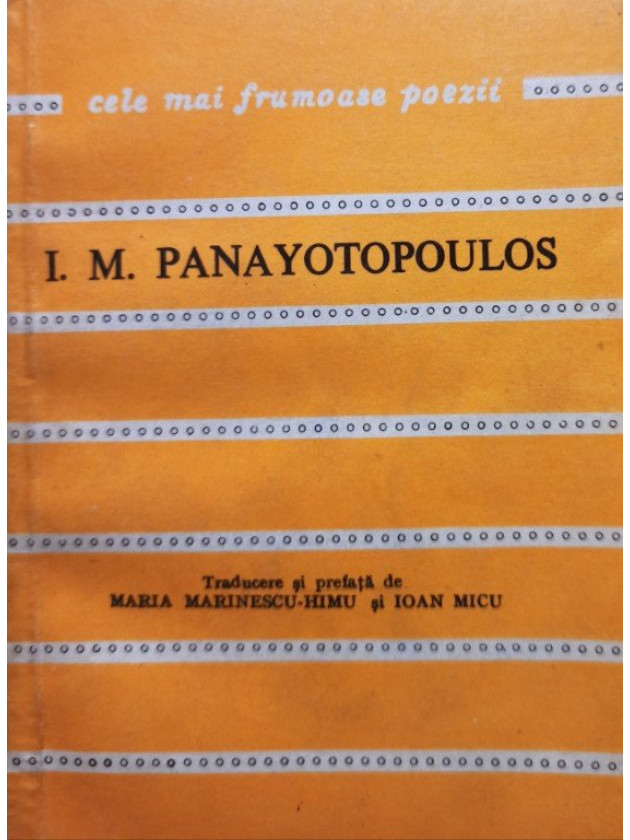 cele mai frumoase poezii
I. M. PANAYOTOPOULOS
Traducere și prefață de
MARIA MARINESCU-HIMU și IOAN MICU